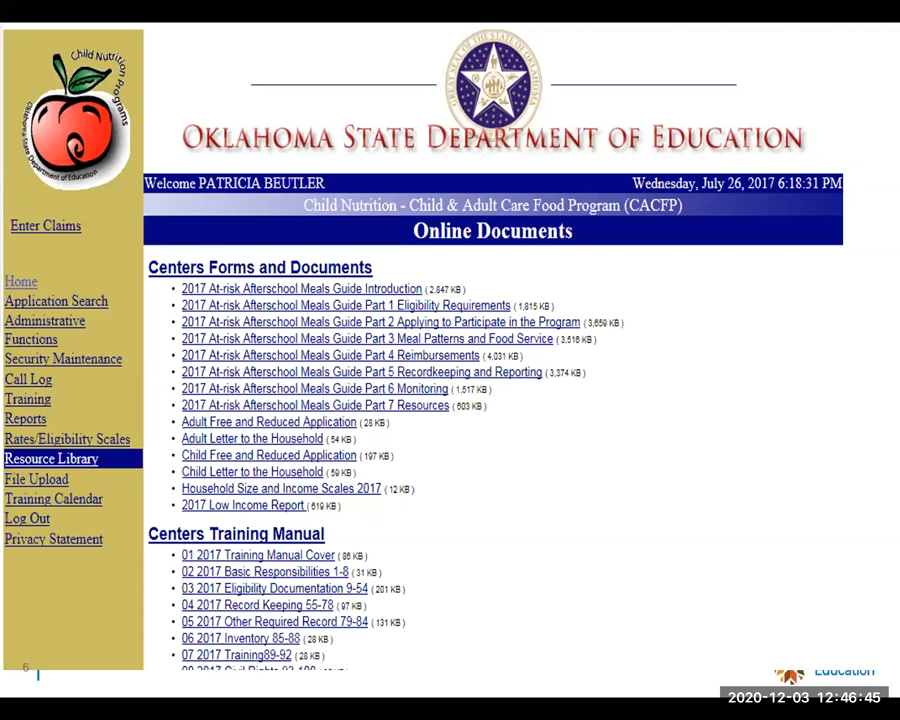 Child Nutrition Programs
Oklahoma State Department of Education
GREAT SEAL OF THE STATE OF OKLAHOMA
OKLAHOMA STATE DEPARTMENT OF EDUCATION
Welcome PATRICIA BEUTLER Wednesday, July 26, 2017 6:18:31 PM
Child Nutrition - Child & Adult Care Food Program (CACFP)
Online Documents
Enter Claims
Home
Application Search
Administrative
Functions
Security Maintenance
Call Log
Training
Reports
Rates/Eligibility Scales
Resource Library
File Upload
Training Calendar
Log Out
Privacy Statement
Centers Forms and Documents
• 2017 At-risk Afterschool Meals Guide Introduction ( 2,847 KB )
• 2017 At-risk Afterschool Meals Guide Part 1 Eligibility Requirements ( 1,815 KB )
• 2017 At-risk Afterschool Meals Guide Part 2 Applying to Participate in the Program ( 3,659 KB )
• 2017 At-risk Afterschool Meals Guide Part 3 Meal Patterns and Food Service ( 3,516 KB )
• 2017 At-risk Afterschool Meals Guide Part 4 Reimbursements ( 4,031 KB )
• 2017 At-risk Afterschool Meals Guide Part 5 Recordkeeping and Reporting ( 3,374 KB )
• 2017 At-risk Afterschool Meals Guide Part 6 Monitoring ( 1,517 KB )
• 2017 At-risk Afterschool Meals Guide Part 7 Resources ( 603 KB )
• Adult Free and Reduced Application ( 28 KB )
• Adult Letter to the Household ( 54 KB )
• Child Free and Reduced Application ( 197 KB )
• Child Letter to the Household ( 59 KB )
• Household Size and Income Scales 2017 ( 12 KB )
• 2017 Low Income Report ( 619 KB )
Centers Training Manual
• 01 2017 Training Manual Cover ( 86 KB )
• 02 2017 Basic Responsibilities 1-8 ( 31 KB )
• 03 2017 Eligibility Documentation 9-54 ( 201 KB )
• 04 2017 Record Keeping 55-78 ( 97 KB )
• 05 2017 Other Required Record 79-84 ( 131 KB )
• 06 2017 Inventory 85-88 ( 28 KB )
• 07 2017 Training89-92 ( 28 KB )
6
Education
2020-12-03 12:46:45